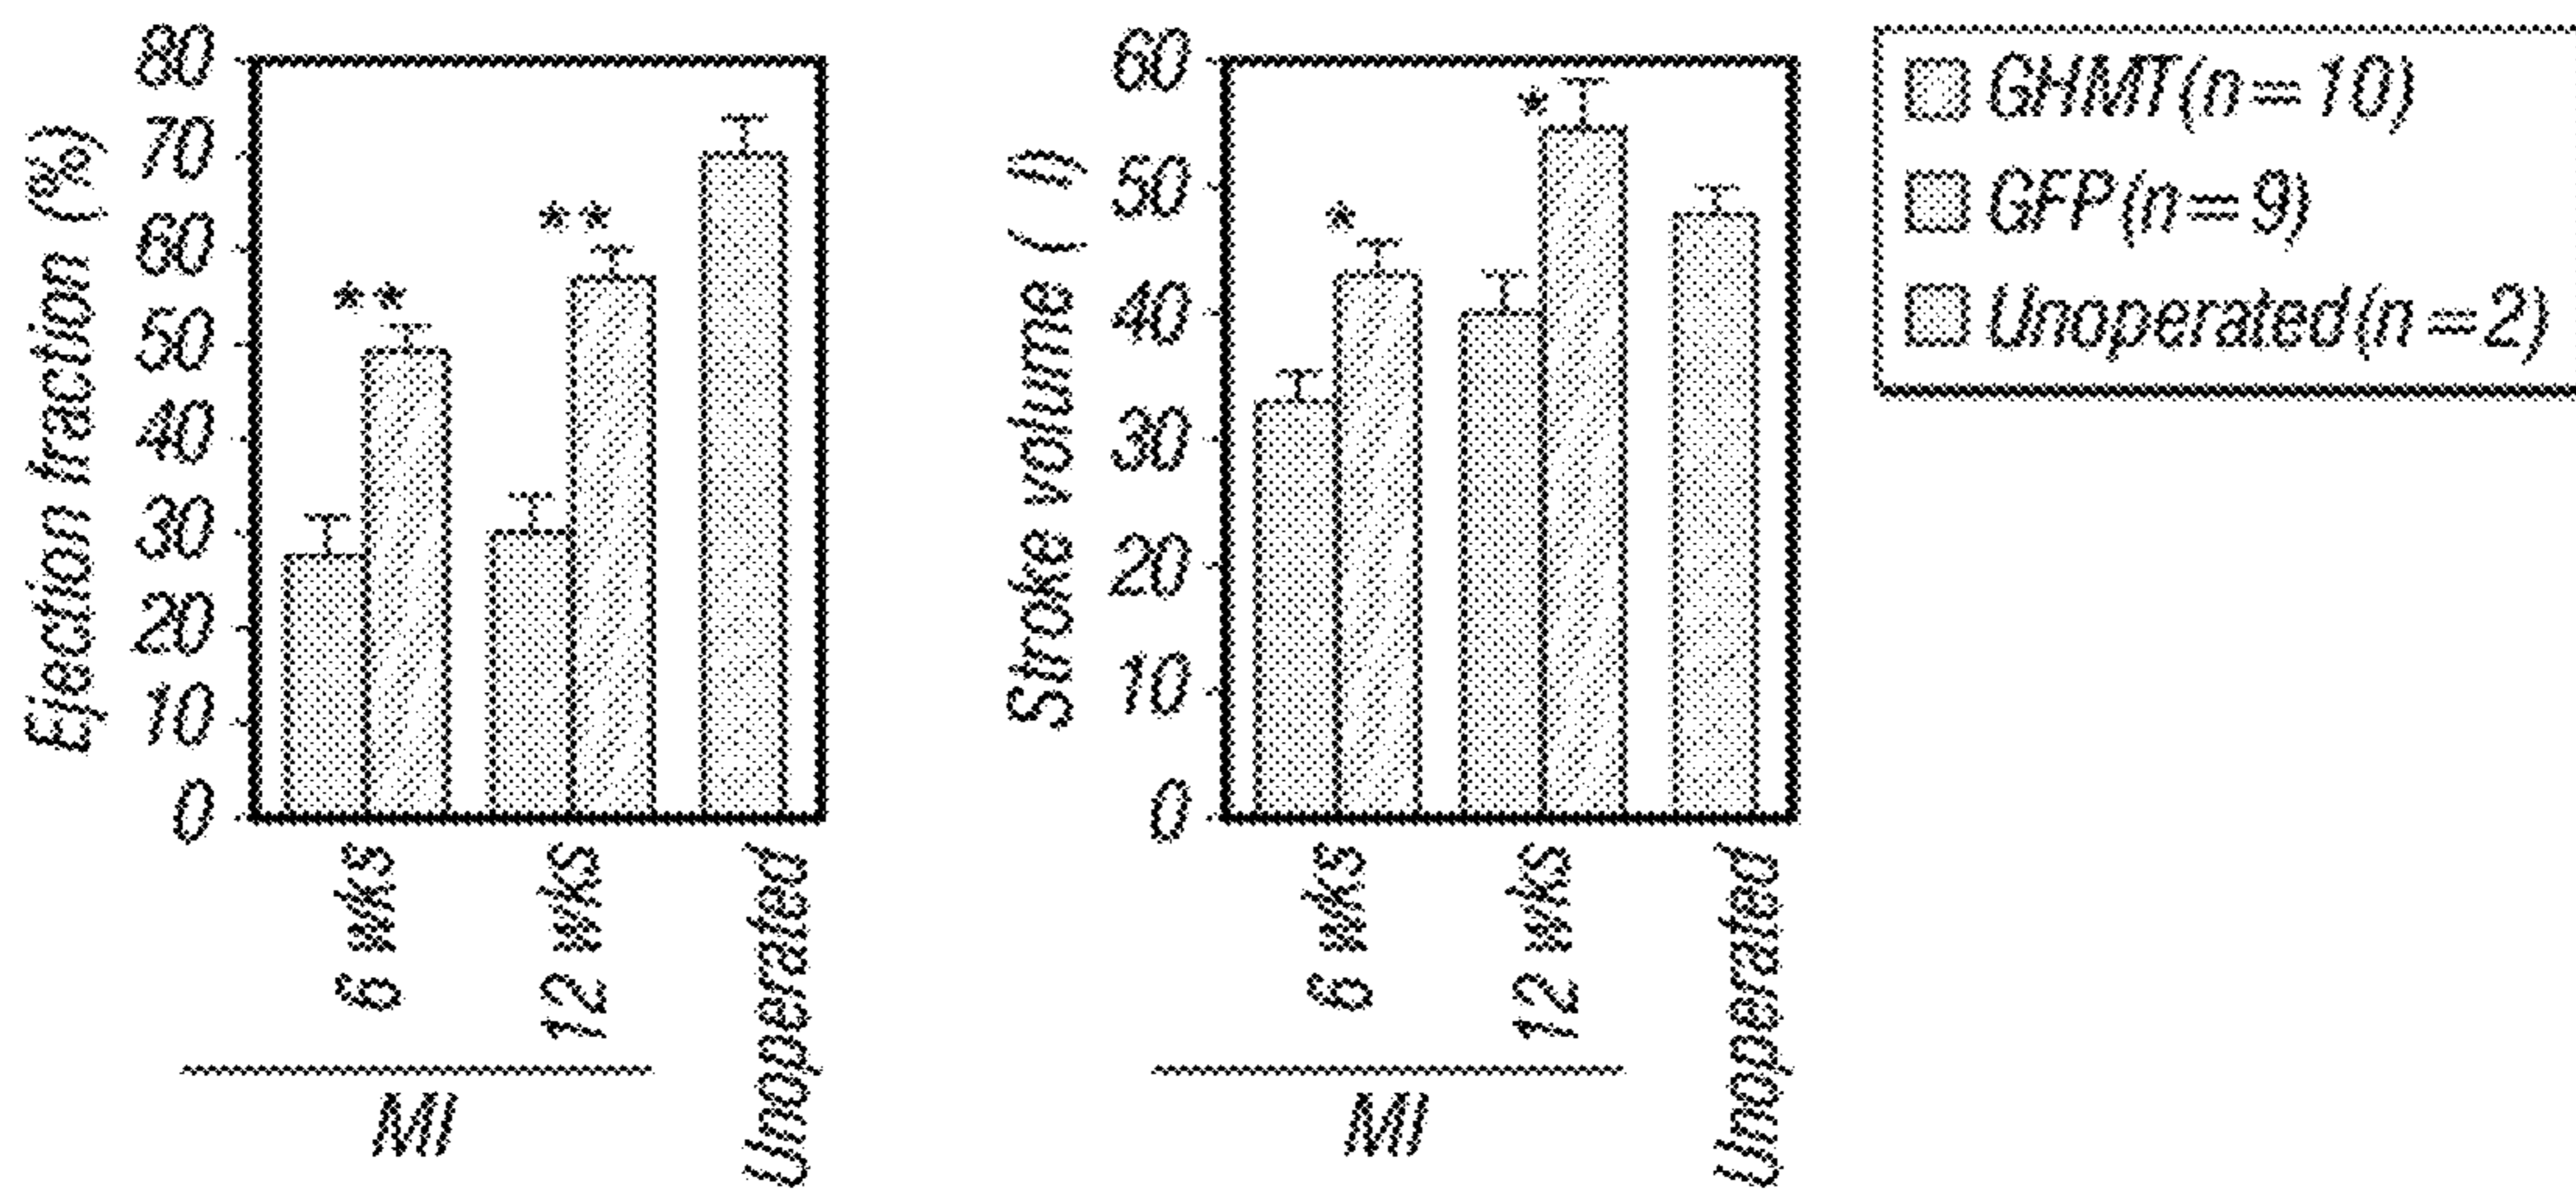 Ejection fraction (%)
80
70
60
50
40
30
20
10
0
**
**
6 wks
12 wks
Unoperated
MI
Stroke volume ( l)
60
50
40
30
20
10
0
*
*
6 wks
12 wks
Unoperated
MI
GHMT(n=10)
GFP(n=9)
Unoperated(n=2)